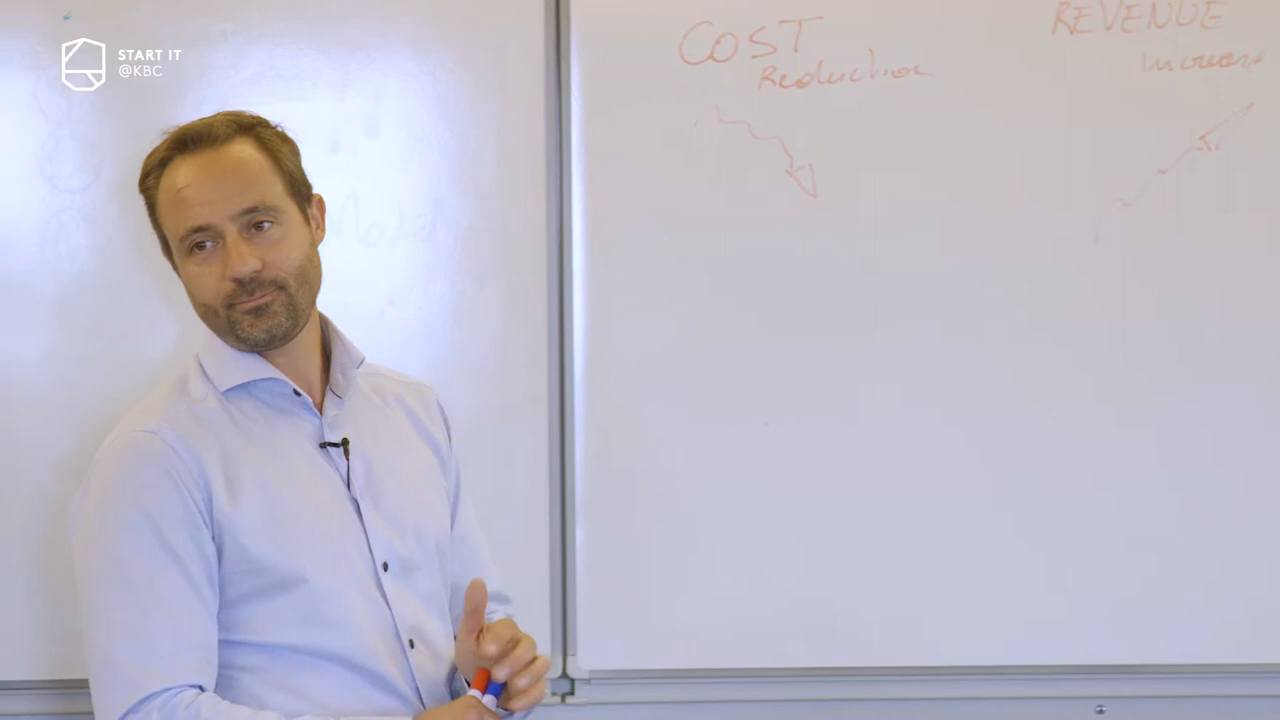 START IT
@KBC
COST
Reduction
REVENUE
increase